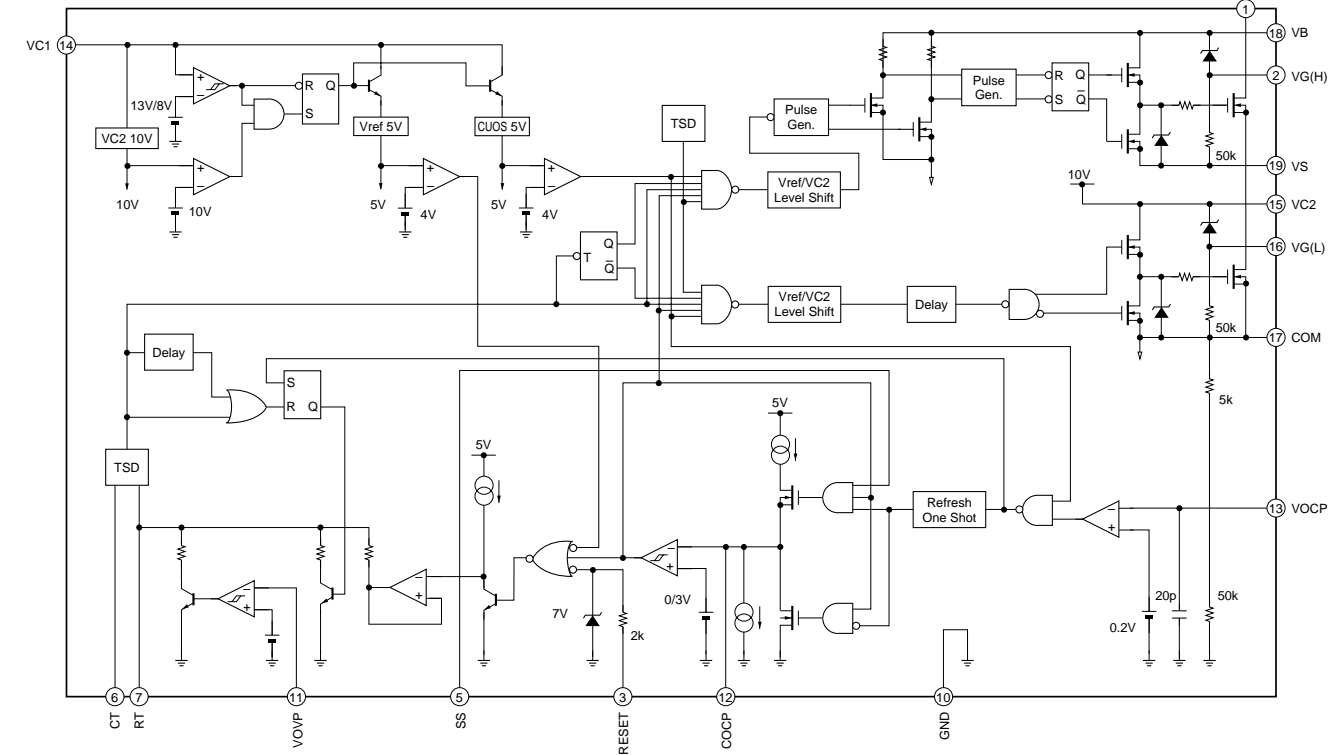 1
VC1 14
18 VB
2 VG(H)
13V/8V
R Q
S
VC2 10V
Vref 5V
CUOS 5V
TSD
Pulse
Gen.
Pulse
Gen.
R Q
S Q
50k
19 VS
10V
10V
5V
4V
5V
4V
Vref/VC2
Level Shift
10V
15 VC2
16 VG(L)
T
Q
Q
Vref/VC2
Level Shift
Delay
50k
17 COM
Delay
S
R Q
5k
5V
5V
TSD
Refresh
One Shot
13 VOCP
7V
2k
0/3V
0.2V
20p
50k
6
7
11
5
3
12
10
CT
RT
VOVP
SS
RESET
COCP
GND